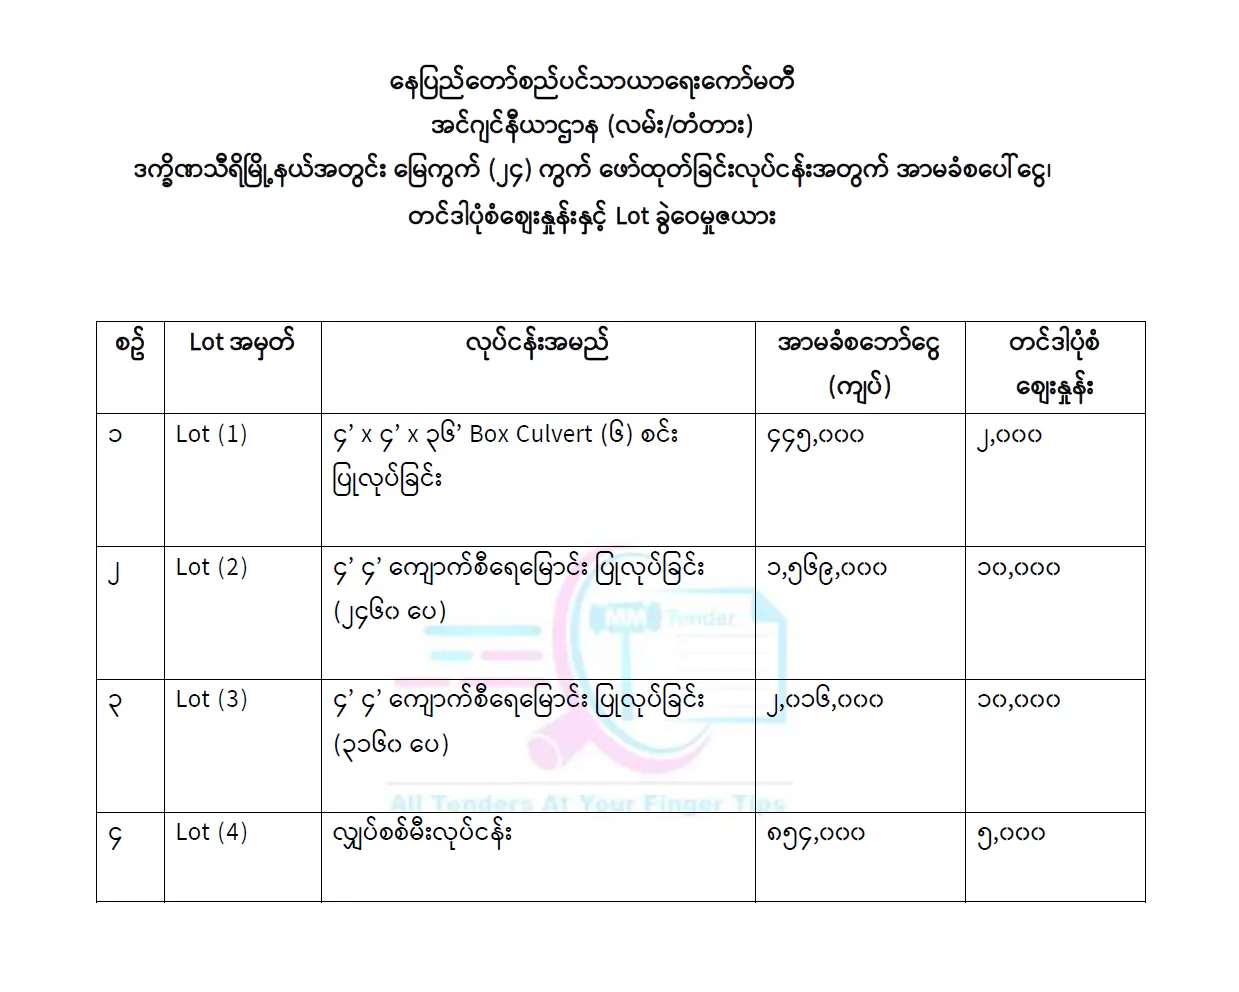 နေပြည်တော်စည်ပင်သာယာရေးကော်မတီ
အင်ဂျင်နီယာဌာန (လမ်း/တံတား)
ဒက္ခိဏသီရိမြို့နယ်အတွင်း မြေကွက် (၂၄) ကွက် ဖော်ထုတ်ခြင်းလုပ်ငန်းအတွက် အာမခံစပေါ်ငွေ၊
တင်ဒါပုံစံဈေးနှုန်းနှင့် Lot ခွဲဝေမှုဇယား
စဉ် Lot အမှတ် လုပ်ငန်းအမည် အာမခံစဘော်ငွေ (ကျပ်) တင်ဒါပုံစံ ဈေးနှုန်း
၁ Lot (1) ၄’ x ၄’ x ၃၆’ Box Culvert (၆) စင်း ၄၄၅,၀၀၀ ၂,၀၀၀
ပြုလုပ်ခြင်း
၂ Lot (2) ၄’ ၄’ ကျောက်စီရေမြောင်း ပြုလုပ်ခြင်း ၁,၅၆၉,၀၀၀ ၁၀,၀၀၀
(၂၄၆၀ ပေ)
MM Tender
၃ Lot (3) ၄’ ၄’ ကျောက်စီရေမြောင်း ပြုလုပ်ခြင်း ၂,၀၁၆,၀၀၀ ၁၀,၀၀၀
(၃၁၆၀ ပေ)
All Tenders At Your Finger Tips
၄ Lot (4) လျှပ်စစ်မီးလုပ်ငန်း ၈၅၄,၀၀၀ ၅,၀၀၀